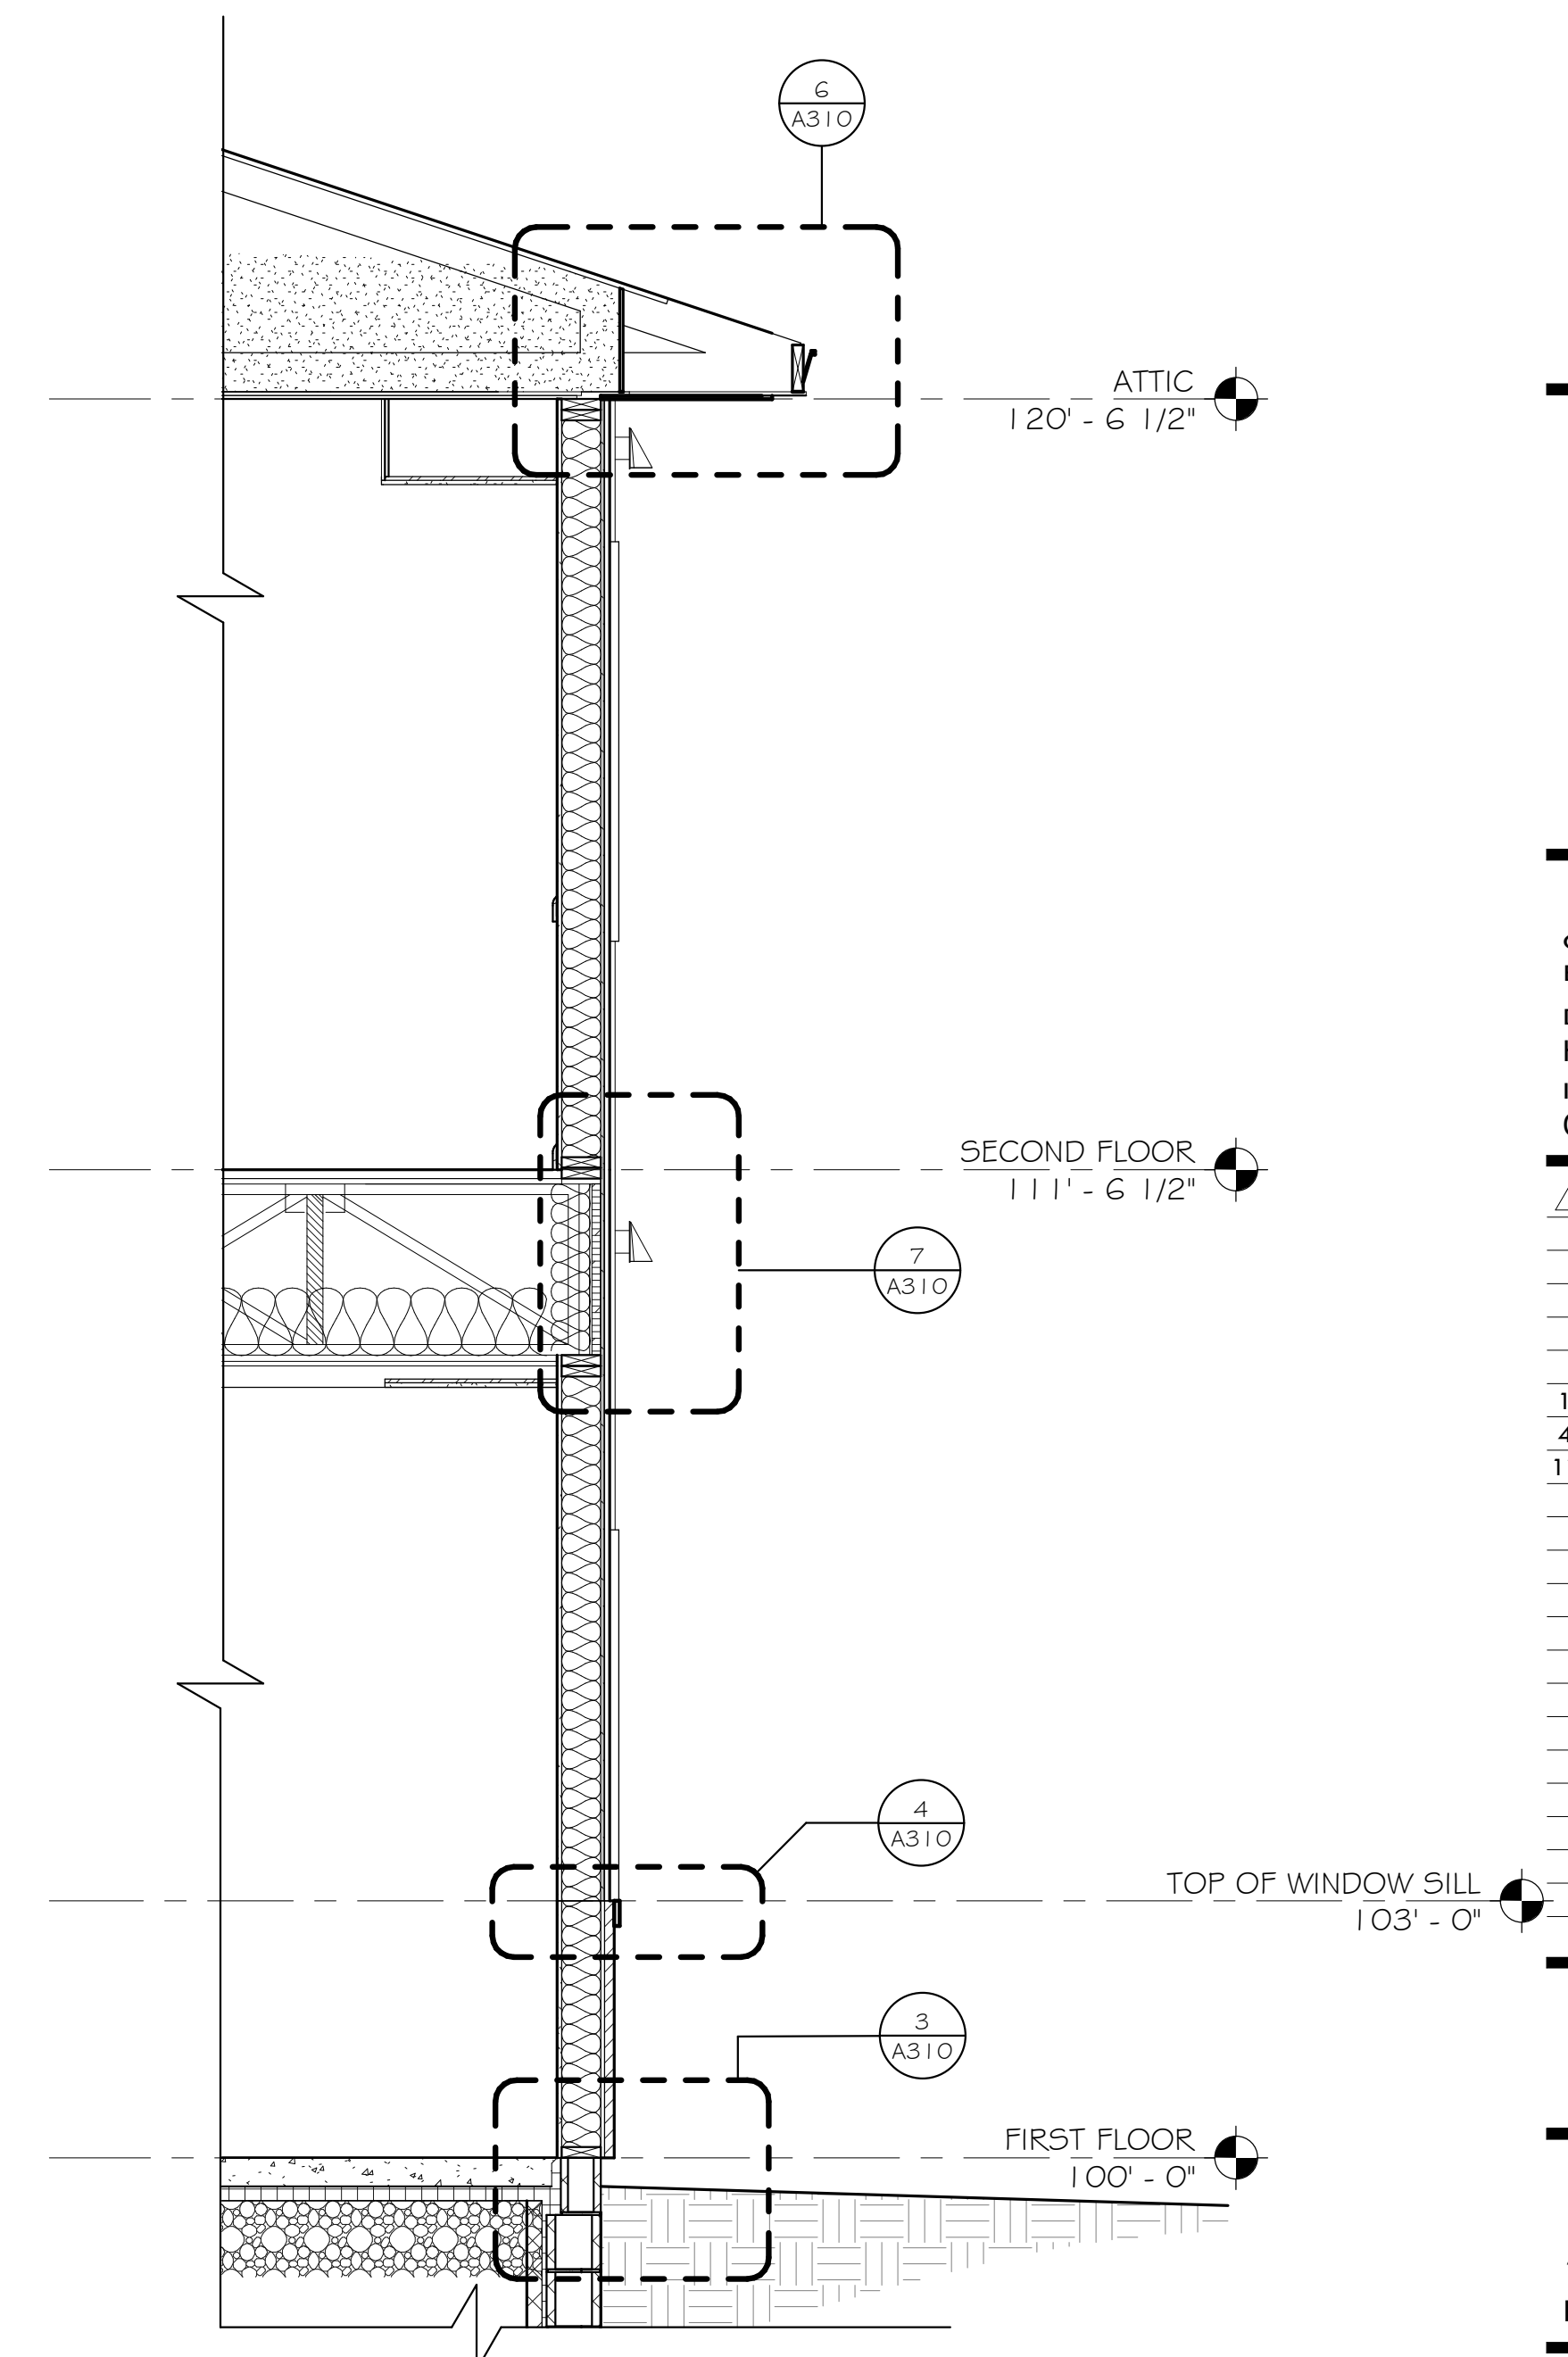 6
A310
ATTIC
120' - 6 1/2"
SECOND FLOOR
111' - 6 1/2"
7
A310
4
A310
TOP OF WINDOW SILL
103' - 0"
3
A310
FIRST FLOOR
100' - 0"